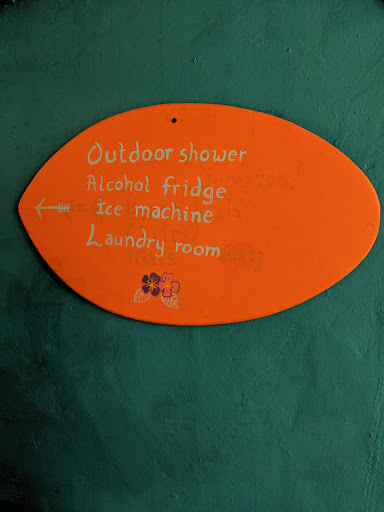 Outdoor shower
Alcohol fridge
Ice machine
Laundry room